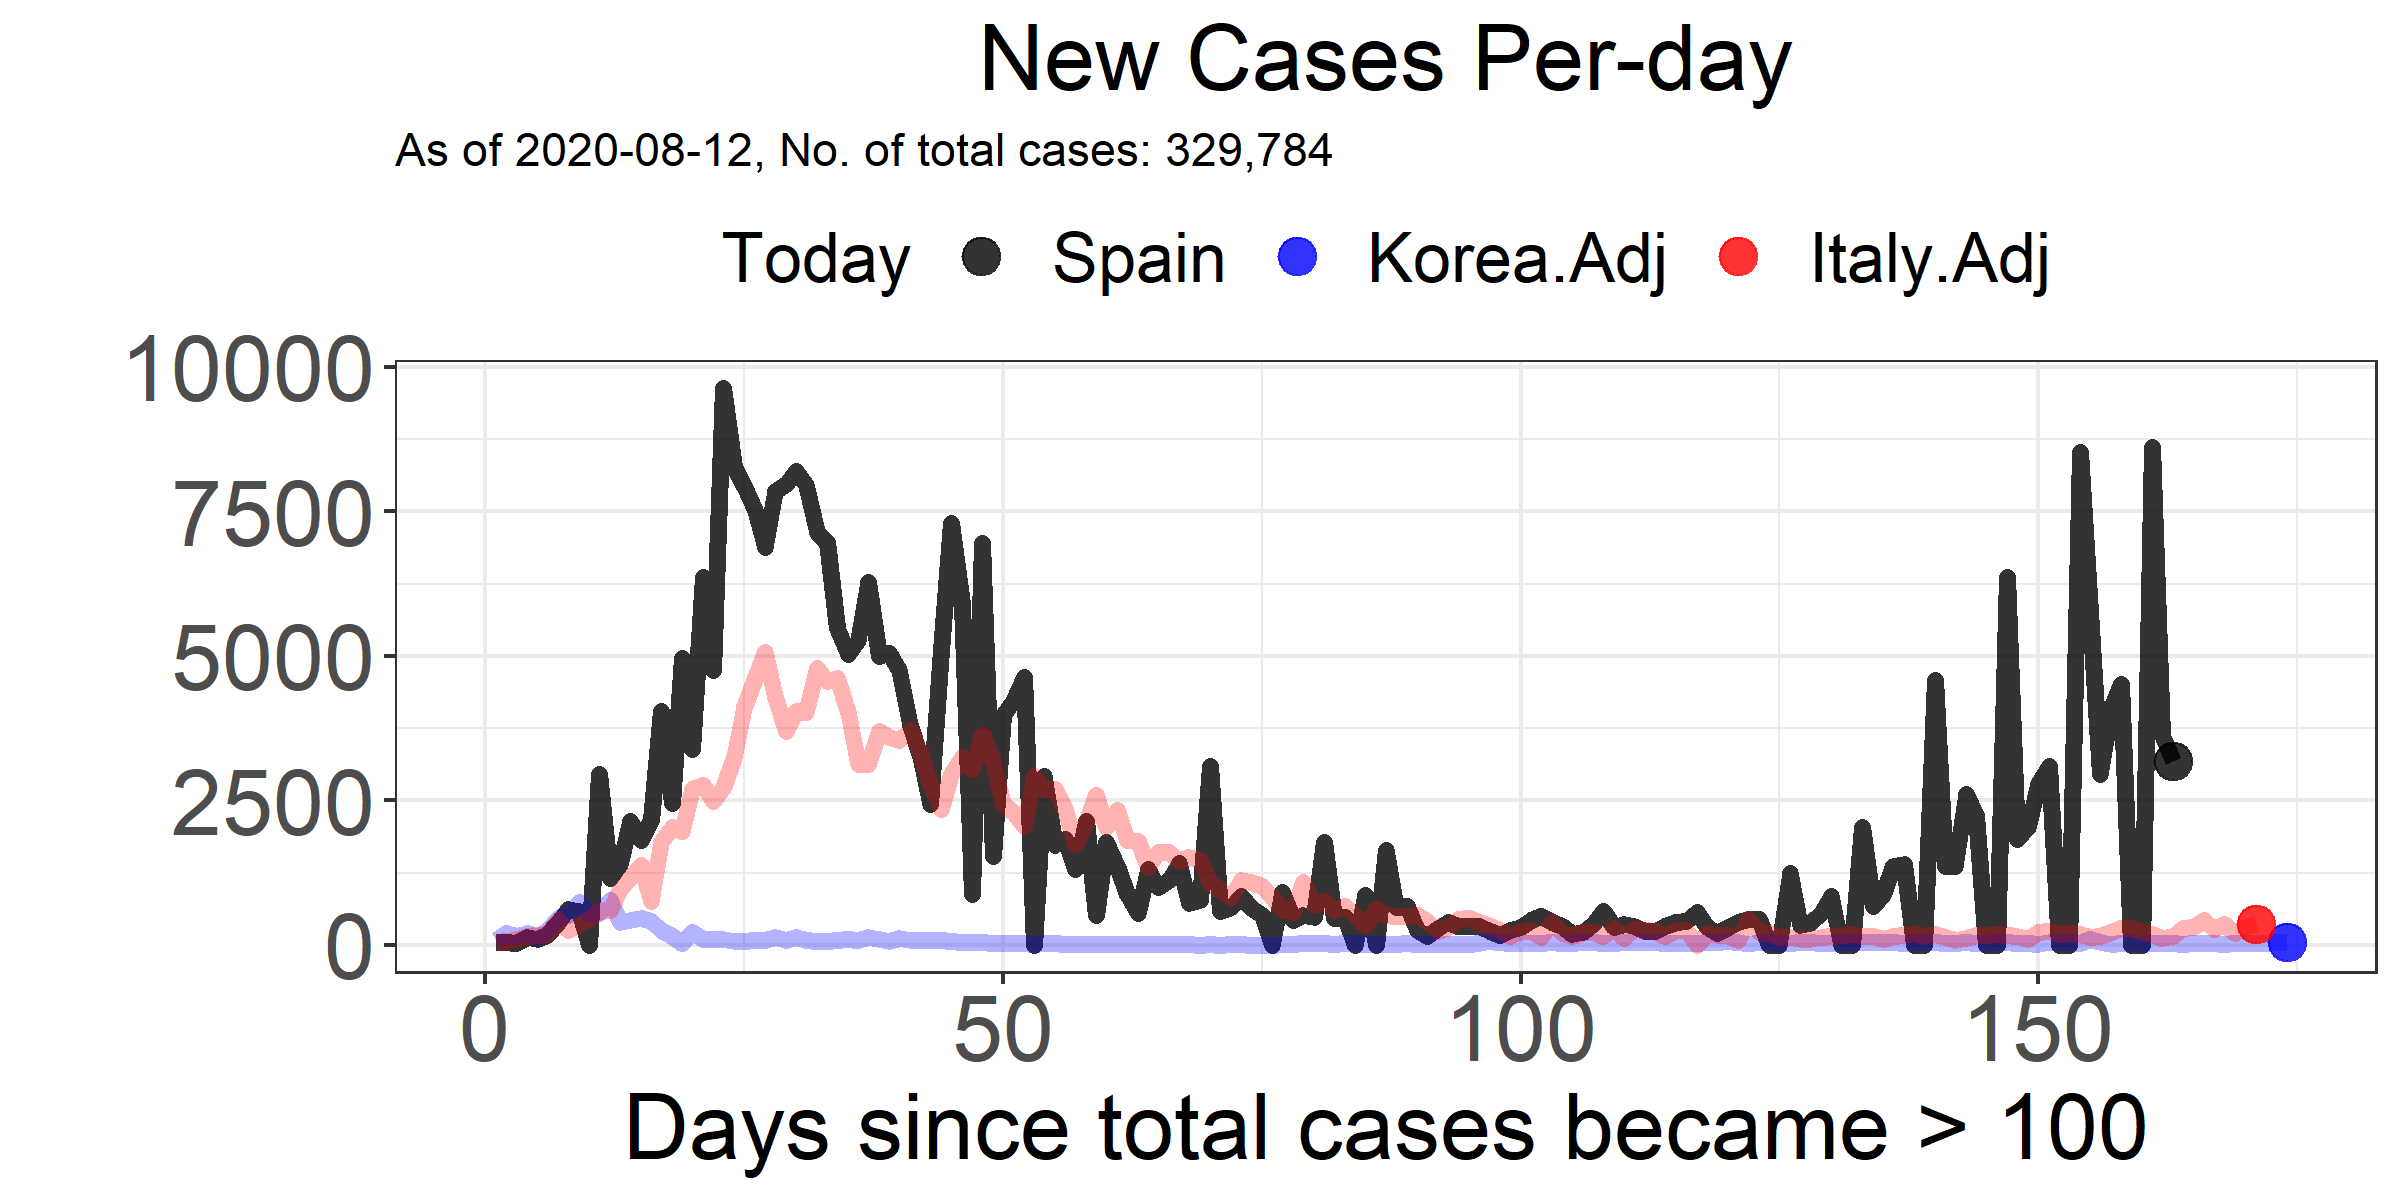 New Cases Per-day
As of 2020-08-12, No. of total cases: 329,784
Today Spain Korea.Adj Italy.Adj
10000
7500
5000
2500
0
0 50 100 150
Days since total cases became > 100